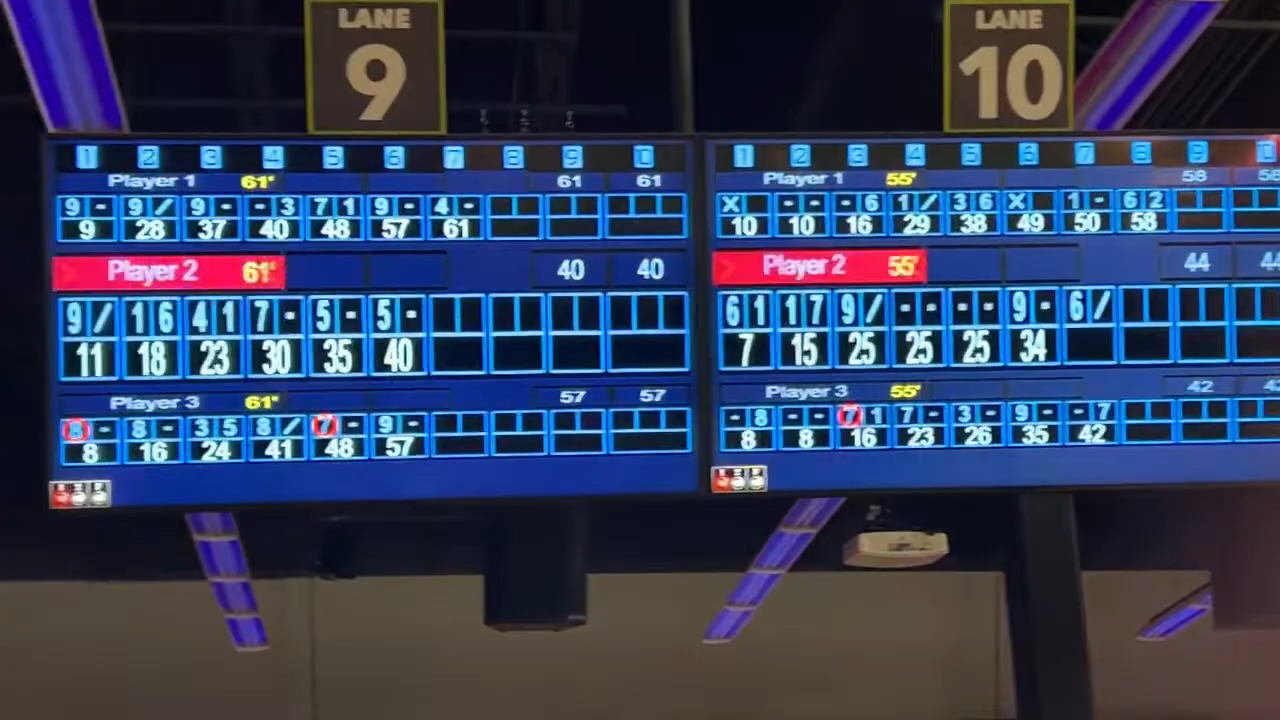 LANE
9
LANE
10
1 2 3 4 5 6 7 8 9
Player 1 61' 61 61
9 - 9 / 9 - - 3 7 1 9 - 4 -
9 28 37 40 48 57 61
Player 2 61' 40 40
9 / 1 6 4 1 7 - 5 - 5 -
11 18 23 30 35 40
Player 3 61' 57 57
8 - 8 - 3 5 8 / 7 - 9 -
8 16 24 41 48 57
1 2 3 4 5 6 7 8 9
Player 1 55' 58
X - - - 6 1 / 3 6 X 1 - 6 2
10 10 16 29 38 49 50 58
Player 2 55' 44
6 1 1 7 9 / - - - - 9 - 6 /
7 15 25 25 25 34
Player 3 55' 42
- 8 - - 7 1 7 - 3 - 9 - - 7
8 8 16 23 26 35 42